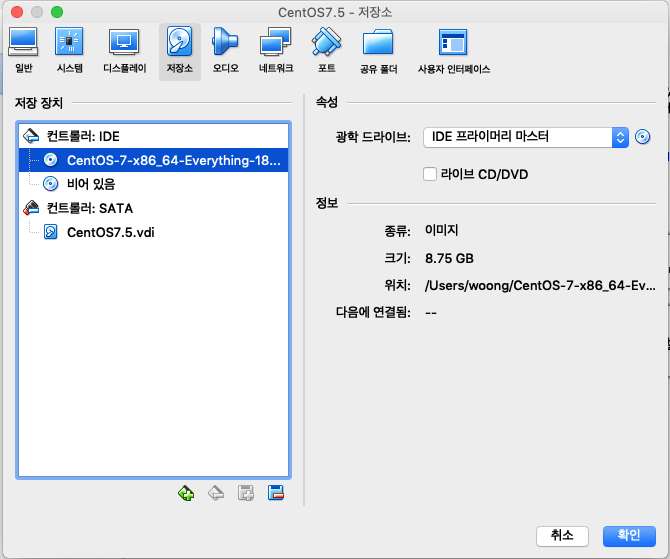 CentOS7.5 - 저장소
일반 시스템 디스플레이 저장소 오디오 네트워크 포트 공유 폴더 사용자 인터페이스
저장 장치
컨트롤러: IDE
CentOS-7-x86_64-Everything-18...
비어 있음
컨트롤러: SATA
CentOS7.5.vdi
속성
광학 드라이브: IDE 프라이머리 마스터
라이브 CD/DVD
정보
종류: 이미지
크기: 8.75 GB
위치: /Users/woong/CentOS-7-x86_64-Ev...
다음에 연결됨: --
취소 확인